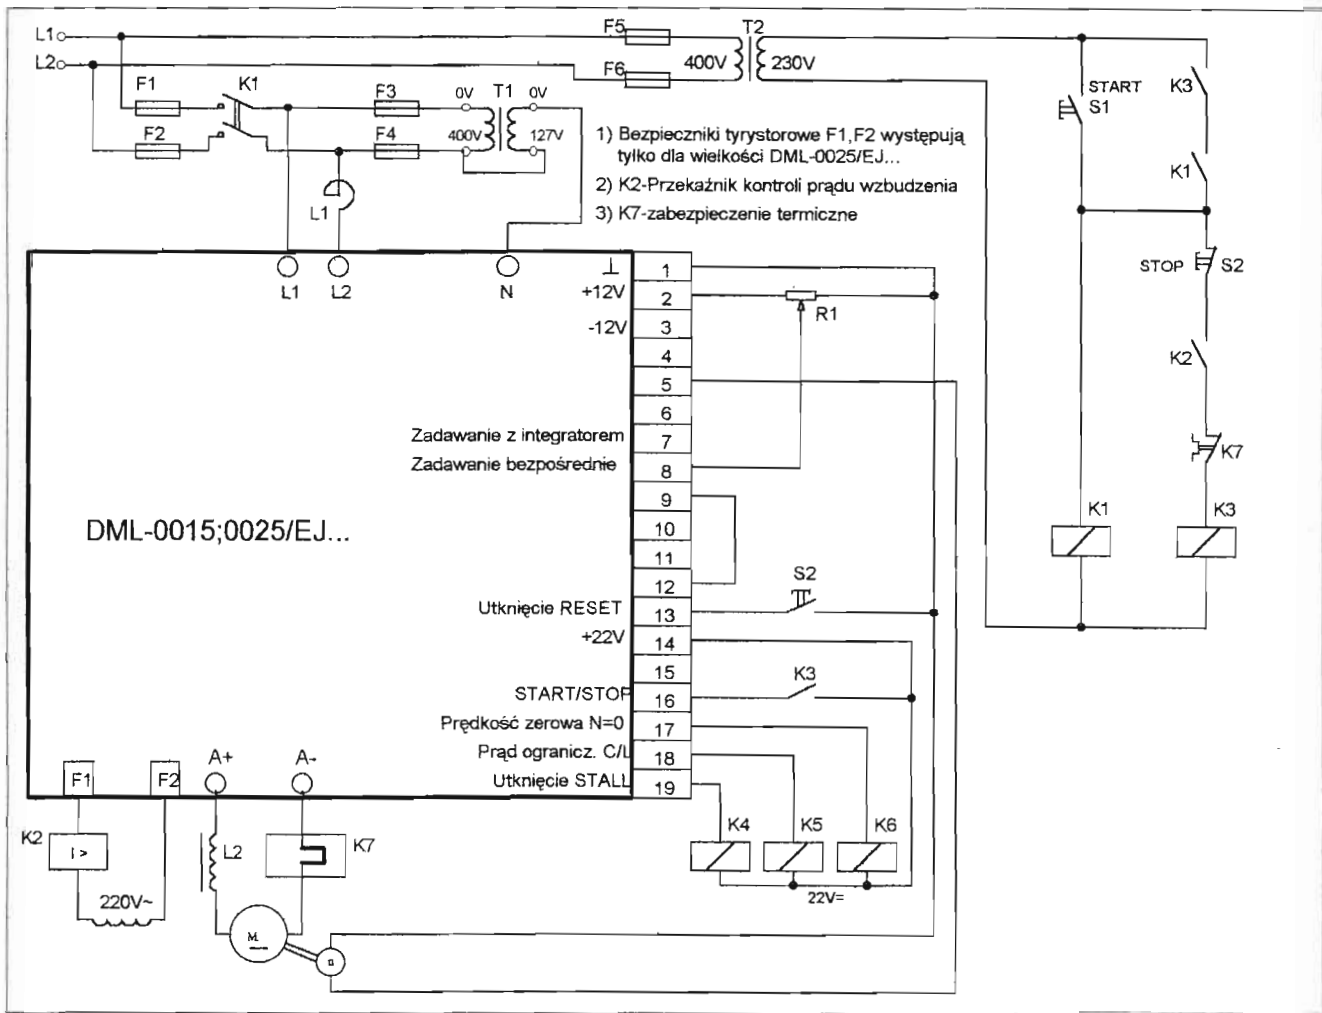 L1
L2
F1
F2
K1
F3
F4
0V
T1
0V
400V
127V
L1
F5
F6
T2
400V
230V
1) Bezpieczniki tyrystorowe F1,F2 występują
tylko dla wielkości DML-0025/EJ...
2) K2-Przekaźnik kontroli prądu wzbudzenia
3) K7-zabezpieczenie termiczne
START
S1
K3
K1
STOP
S2
K2
K7
K1
K3
L1
L2
N
⊥ 1
+12V 2
-12V 3
4
5
6
Zadawanie z integratorem 7
Zadawanie bezpośrednie 8
9
10
11
12
Utknięcie RESET 13
+22V 14
15
START/STOP 16
Prędkość zerowa N=0 17
Prąd ogranicz. C/L 18
Utknięcie STALL 19
R1
S2
K3
DML-0015;0025/EJ...
F1
F2
A+
A-
K2
I >
220V~
L2
K7
M
K4
K5
K6
22V=